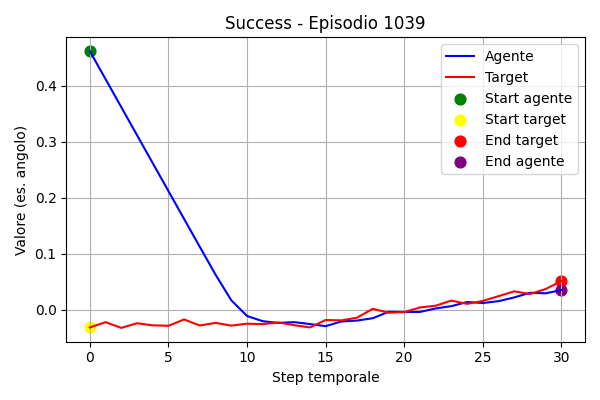 Success - Episodio 1039
Agente
Target
Start agente
Start target
End target
End agente
Valore (es. angolo)
0.4
0.3
0.2
0.1
0.0
0 5 10 15 20 25 30
Step temporale